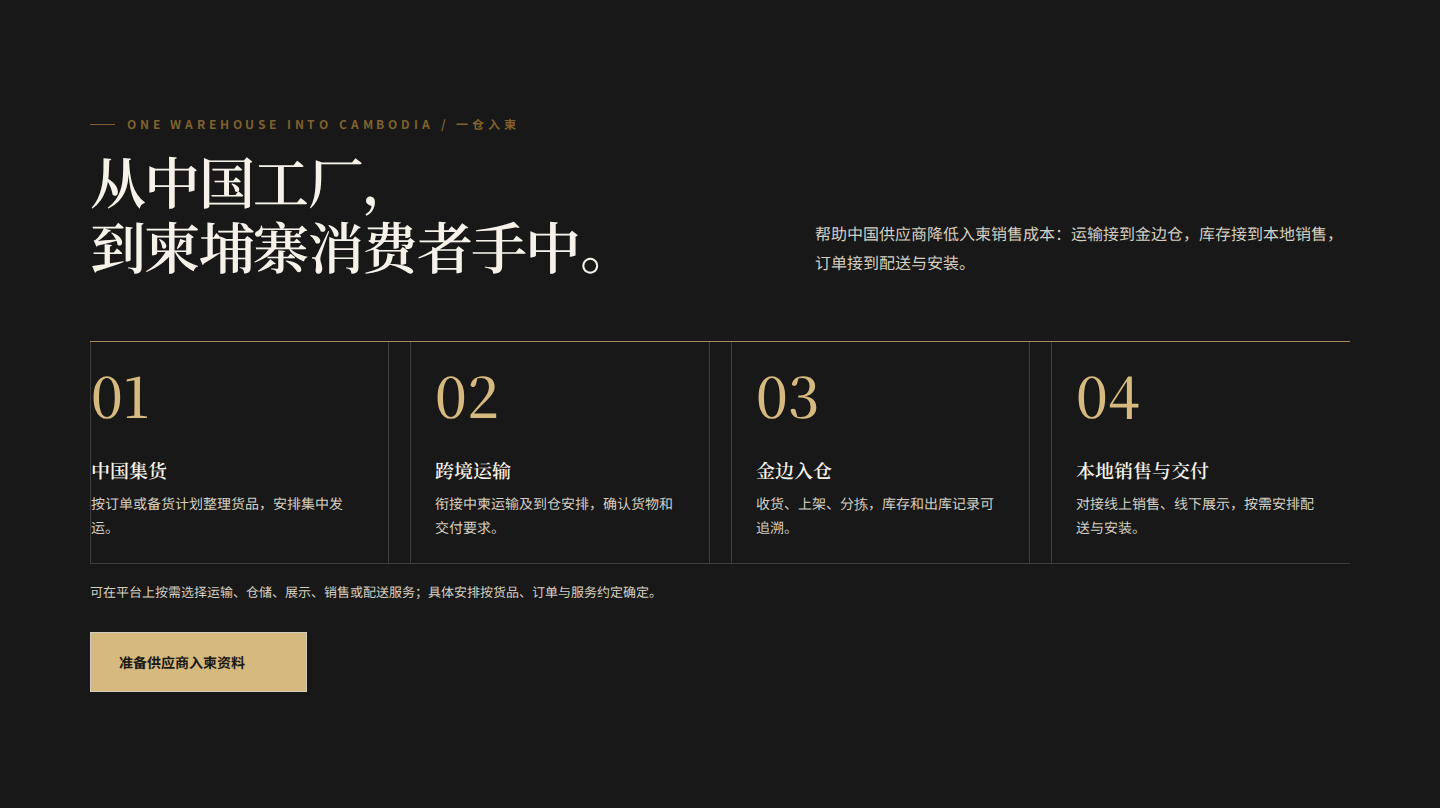 ONE WAREHOUSE INTO CAMBODIA / 一仓入柬
从中国工厂，
到柬埔寨消费者手中。
帮助中国供应商降低入柬销售成本：运输接到金边仓，库存接到本地销售，
订单接到配送与安装。
01
中国集货
按订单或备货计划整理货品，安排集中发
运。
02
跨境运输
衔接中柬运输及到仓安排，确认货物和
交付要求。
03
金边入仓
收货、上架、分拣，库存和出库记录可
追溯。
04
本地销售与交付
对接线上销售、线下展示，按需安排配
送与安装。
可在平台上按需选择运输、仓储、展示、销售或配送服务；具体安排按货品、订单与服务约定确定。
准备供应商入柬资料